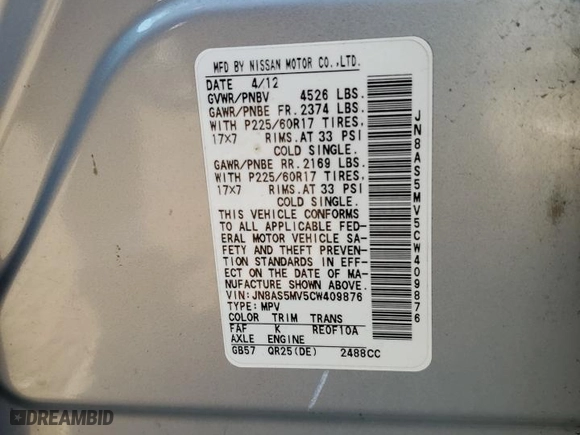 MFD BY NISSAN MOTOR CO.,LTD.
DATE 4/12
GVWR/PNBV 4526 LBS.
GAWR/PNBE FR. 2374 LBS.
WITH P225/60R17 TIRES,
17X7 RIMS.AT 33 PSI
COLD SINGLE.
GAWR/PNBE RR. 2169 LBS.
WITH P225/60R17 TIRES,
17X7 RIMS.AT 33 PSI
COLD SINGLE.
THIS VEHICLE CONFORMS
TO ALL APPLICABLE FED-
ERAL MOTOR VEHICLE SA-
FETY AND THEFT PREVEN-
TION STANDARDS IN EFF-
ECT ON THE DATE OF MA-
NUFACTURE SHOWN ABOVE.
VIN:JN8AS5MV5CW409876
TYPE:MPV
COLOR TRIM TRANS
FAF K RE0F10A
AXLE ENGINE
GB57 QR25(DE) 2488CC
JN8AS5MV5CW409876
DREAMBID